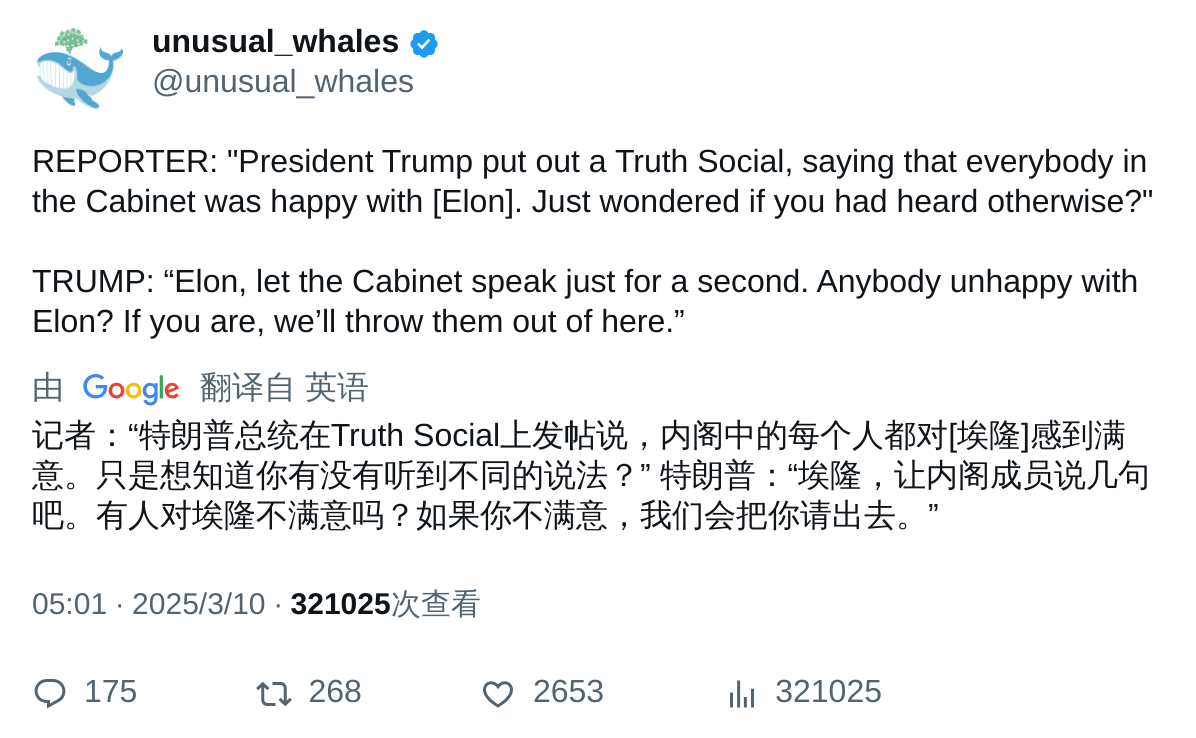 unusual_whales
@unusual_whales
REPORTER: "President Trump put out a Truth Social, saying that everybody in
the Cabinet was happy with [Elon]. Just wondered if you had heard otherwise?"
TRUMP: “Elon, let the Cabinet speak just for a second. Anybody unhappy with
Elon? If you are, we’ll throw them out of here.”
由 Google 翻译自 英语
记者：“特朗普总统在Truth Social上发帖说，内阁中的每个人都对[埃隆]感到满
意。只是想知道你有没有听到不同的说法？” 特朗普：“埃隆，让内阁成员说几句
吧。有人对埃隆不满意吗？如果你不满意，我们会把你请出去。”
05:01 · 2025/3/10 · 321025次查看
175 268 2653 321025